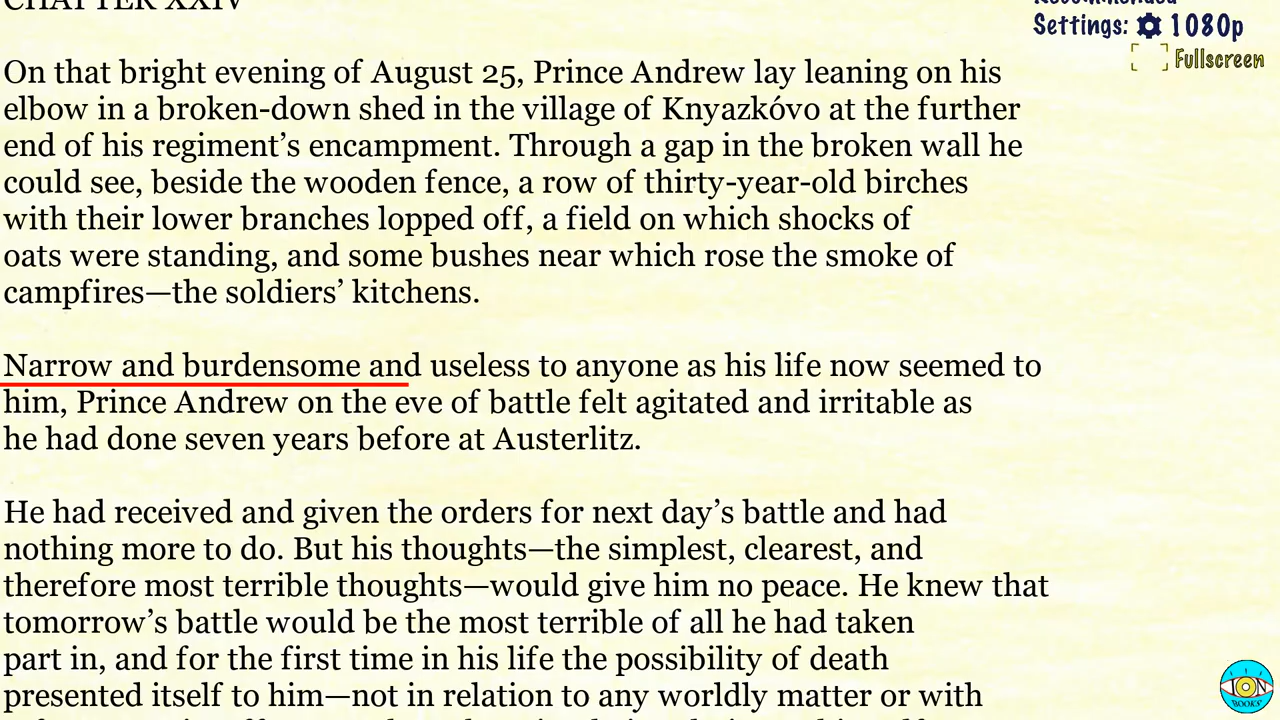 CHAPTER XXIV
Recommended
Settings: 1080p
Fullscreen
On that bright evening of August 25, Prince Andrew lay leaning on his
elbow in a broken-down shed in the village of Knyazkóvo at the further
end of his regiment’s encampment. Through a gap in the broken wall he
could see, beside the wooden fence, a row of thirty-year-old birches
with their lower branches lopped off, a field on which shocks of
oats were standing, and some bushes near which rose the smoke of
campfires—the soldiers’ kitchens.
Narrow and burdensome and useless to anyone as his life now seemed to
him, Prince Andrew on the eve of battle felt agitated and irritable as
he had done seven years before at Austerlitz.
He had received and given the orders for next day’s battle and had
nothing more to do. But his thoughts—the simplest, clearest, and
therefore most terrible thoughts—would give him no peace. He knew that
tomorrow’s battle would be the most terrible of all he had taken
part in, and for the first time in his life the possibility of death
presented itself to him—not in relation to any worldly matter or with
ION
BOOKS